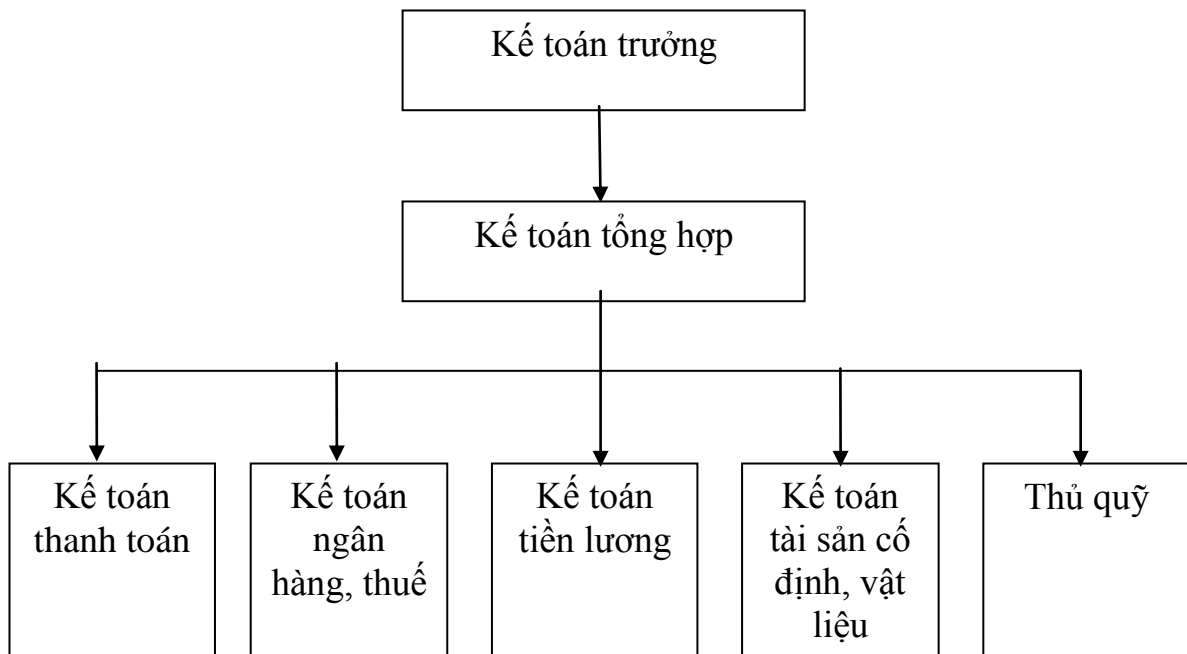 Kế toán trưởng
Kế toán tổng hợp
Kế toán
thanh toán
Kế toán
ngân
hàng, thuế
Kế toán
tiền lương
Kế toán
tài sản cố
định, vật
liệu
Thủ quỹ